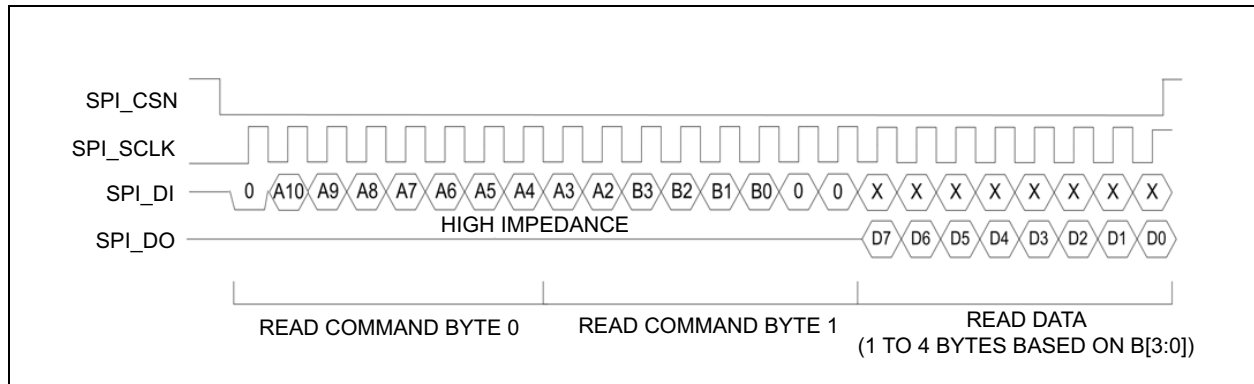 SPI_CSN
SPI_SCLK
SPI_DI 0 A10 A9 A8 A7 A6 A5 A4 A3 A2 B3 B2 B1 B0 0 0 X X X X X X X X
HIGH IMPEDANCE
SPI_DO D7 D6 D5 D4 D3 D2 D1 D0
READ COMMAND BYTE 0 READ COMMAND BYTE 1 READ DATA
(1 TO 4 BYTES BASED ON B[3:0])